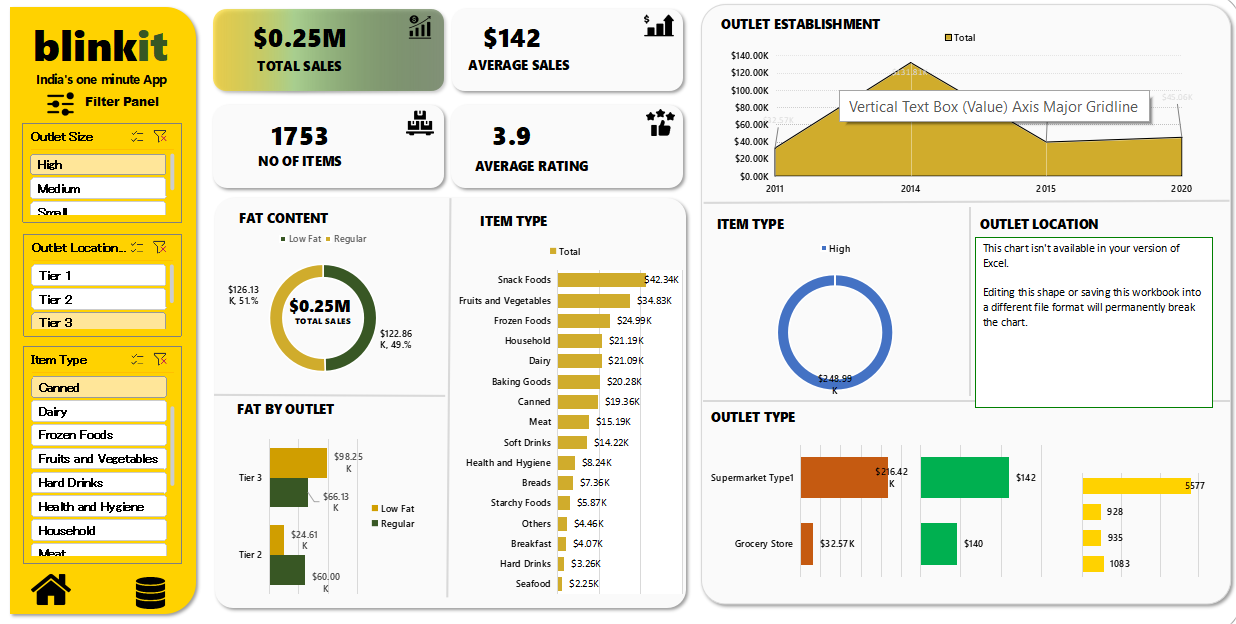 blinkit
India's one minute App
Filter Panel
Outlet Size
High
Medium
Small
Outlet Location...
Tier 1
Tier 2
Tier 3
Item Type
Canned
Dairy
Frozen Foods
Fruits and Vegetables
Hard Drinks
Health and Hygiene
Household
Meat
$0.25M
TOTAL SALES
$142
AVERAGE SALES
1753
NO OF ITEMS
3.9
AVERAGE RATING
FAT CONTENT
Low Fat Regular
$126.13
K, 51.%
$0.25M
TOTAL SALES
$122.86
K, 49.%
FAT BY OUTLET
Tier 3
$98.25
K
$66.13
K
Tier 2
$24.61
K
$60.00
K
Low Fat
Regular
ITEM TYPE
Total
Snack Foods $42.34K
Fruits and Vegetables $34.83K
Frozen Foods $24.99K
Household $21.19K
Dairy $21.09K
Baking Goods $20.28K
Canned $19.36K
Meat $15.19K
Soft Drinks $14.22K
Health and Hygiene $8.24K
Breads $7.36K
Starchy Foods $5.87K
Others $4.46K
Breakfast $4.07K
Hard Drinks $3.26K
Seafood $2.25K
OUTLET ESTABLISHMENT
Total
$140.00K
$120.00K
$100.00K
$80.00K
$60.00K
$40.00K
$20.00K
$0.00K
2011 2014 2015 2020
Vertical Text Box (Value) Axis Major Gridline
ITEM TYPE
High
$248.99
K
OUTLET LOCATION
This chart isn't available in your version of
Excel.
Editing this shape or saving this workbook into
a different file format will permanently break
the chart.
OUTLET TYPE
Supermarket Type1
$216.42
K
$142
Grocery Store
$32.57K
$140
5577
928
935
1083